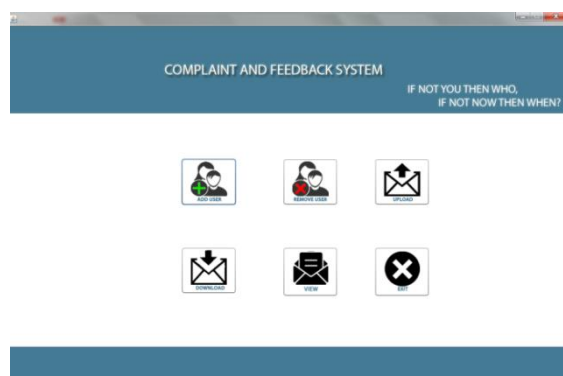 COMPLAINT AND FEEDBACK SYSTEM
IF NOT YOU THEN WHO,
IF NOT NOW THEN WHEN?
ADD USER
REMOVE USER
UPLOAD
DOWNLOAD
VIEW
EXIT